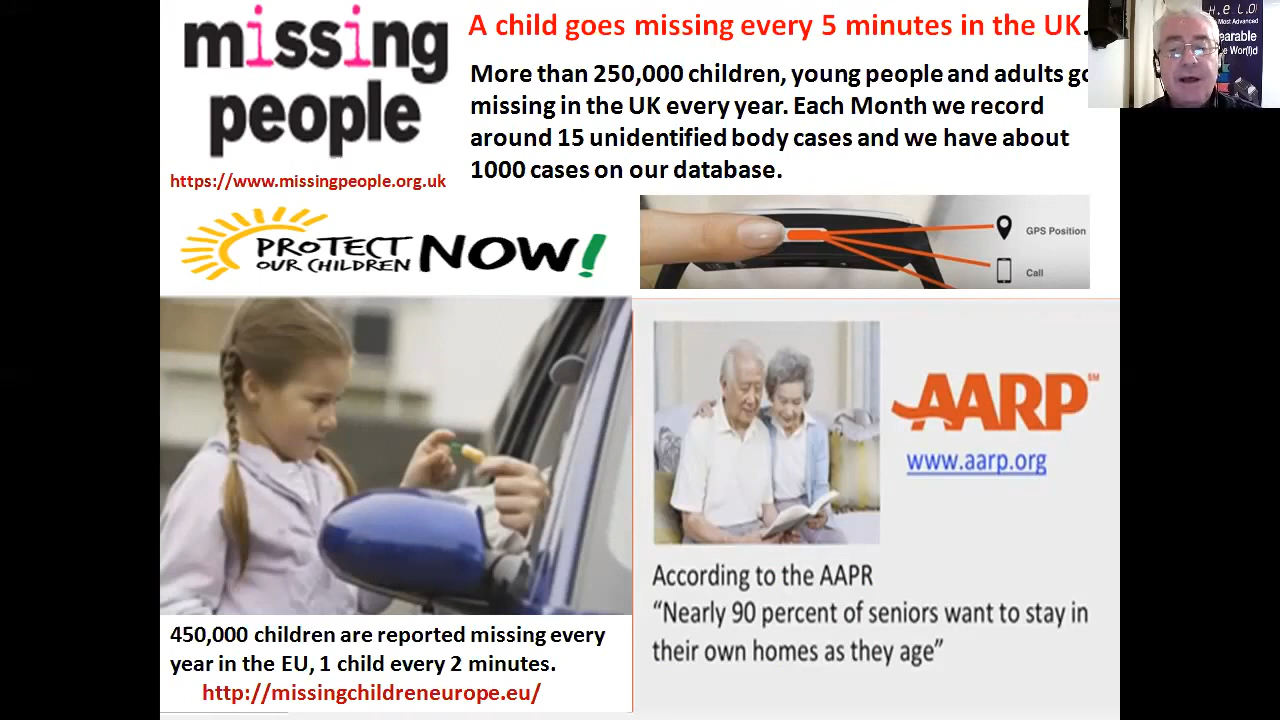 missing
people
https://www.missingpeople.org.uk
A child goes missing every 5 minutes in the UK.
More than 250,000 children, young people and adults go
missing in the UK every year. Each Month we record
around 15 unidentified body cases and we have about
1000 cases on our database.
PROTECT
OUR CHILDREN
NOW!
GPS Position
Call
450,000 children are reported missing every
year in the EU, 1 child every 2 minutes.
http://missingchildreneurope.eu/
AARP
SM
www.aarp.org
According to the AAPR
“Nearly 90 percent of seniors want to stay in
their own homes as they age”
H e L O
Most Advanced
earable
e Wor(l)d